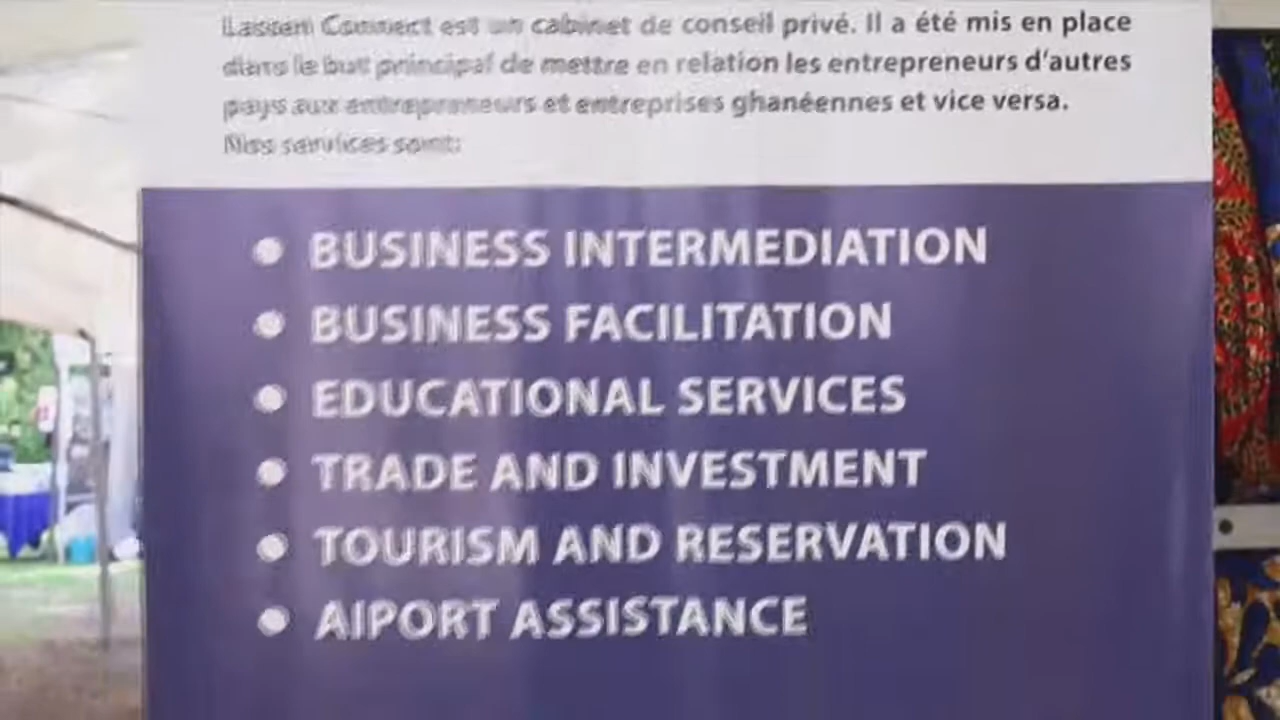 Lassen Connect est un cabinet de conseil privé. Il a été mis en place
dans le but principal de mettre en relation les entrepreneurs d'autres
pays aux entrepreneurs et entreprises ghanéennes et vice versa.
Nos services sont:
• BUSINESS INTERMEDIATION
• BUSINESS FACILITATION
• EDUCATIONAL SERVICES
• TRADE AND INVESTMENT
• TOURISM AND RESERVATION
• AIPORT ASSISTANCE